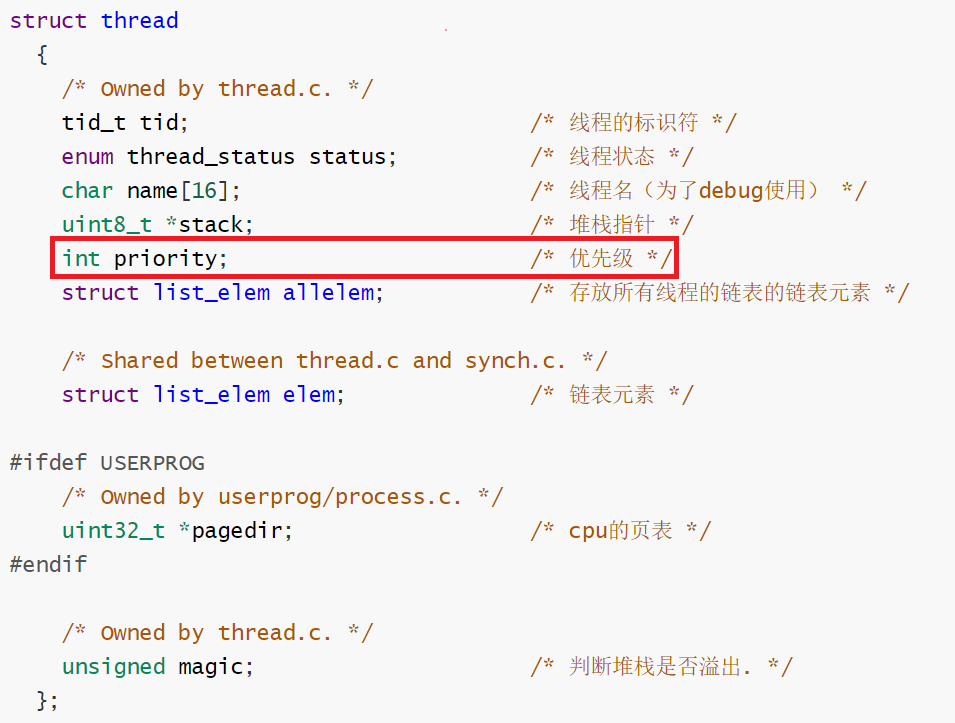 struct thread
{
/* Owned by thread.c. */
tid_t tid; /* 线程的标识符 */
enum thread_status status; /* 线程状态 */
char name[16]; /* 线程名（为了debug使用） */
uint8_t *stack; /* 堆栈指针 */
int priority; /* 优先级 */
struct list_elem allelem; /* 存放所有线程的链表的链表元素 */
/* Shared between thread.c and synch.c. */
struct list_elem elem; /* 链表元素 */
#ifdef USERPROG
/* Owned by userprog/process.c. */
uint32_t *pagedir; /* cpu的页表 */
#endif
/* Owned by thread.c. */
unsigned magic; /* 判断堆栈是否溢出. */
};